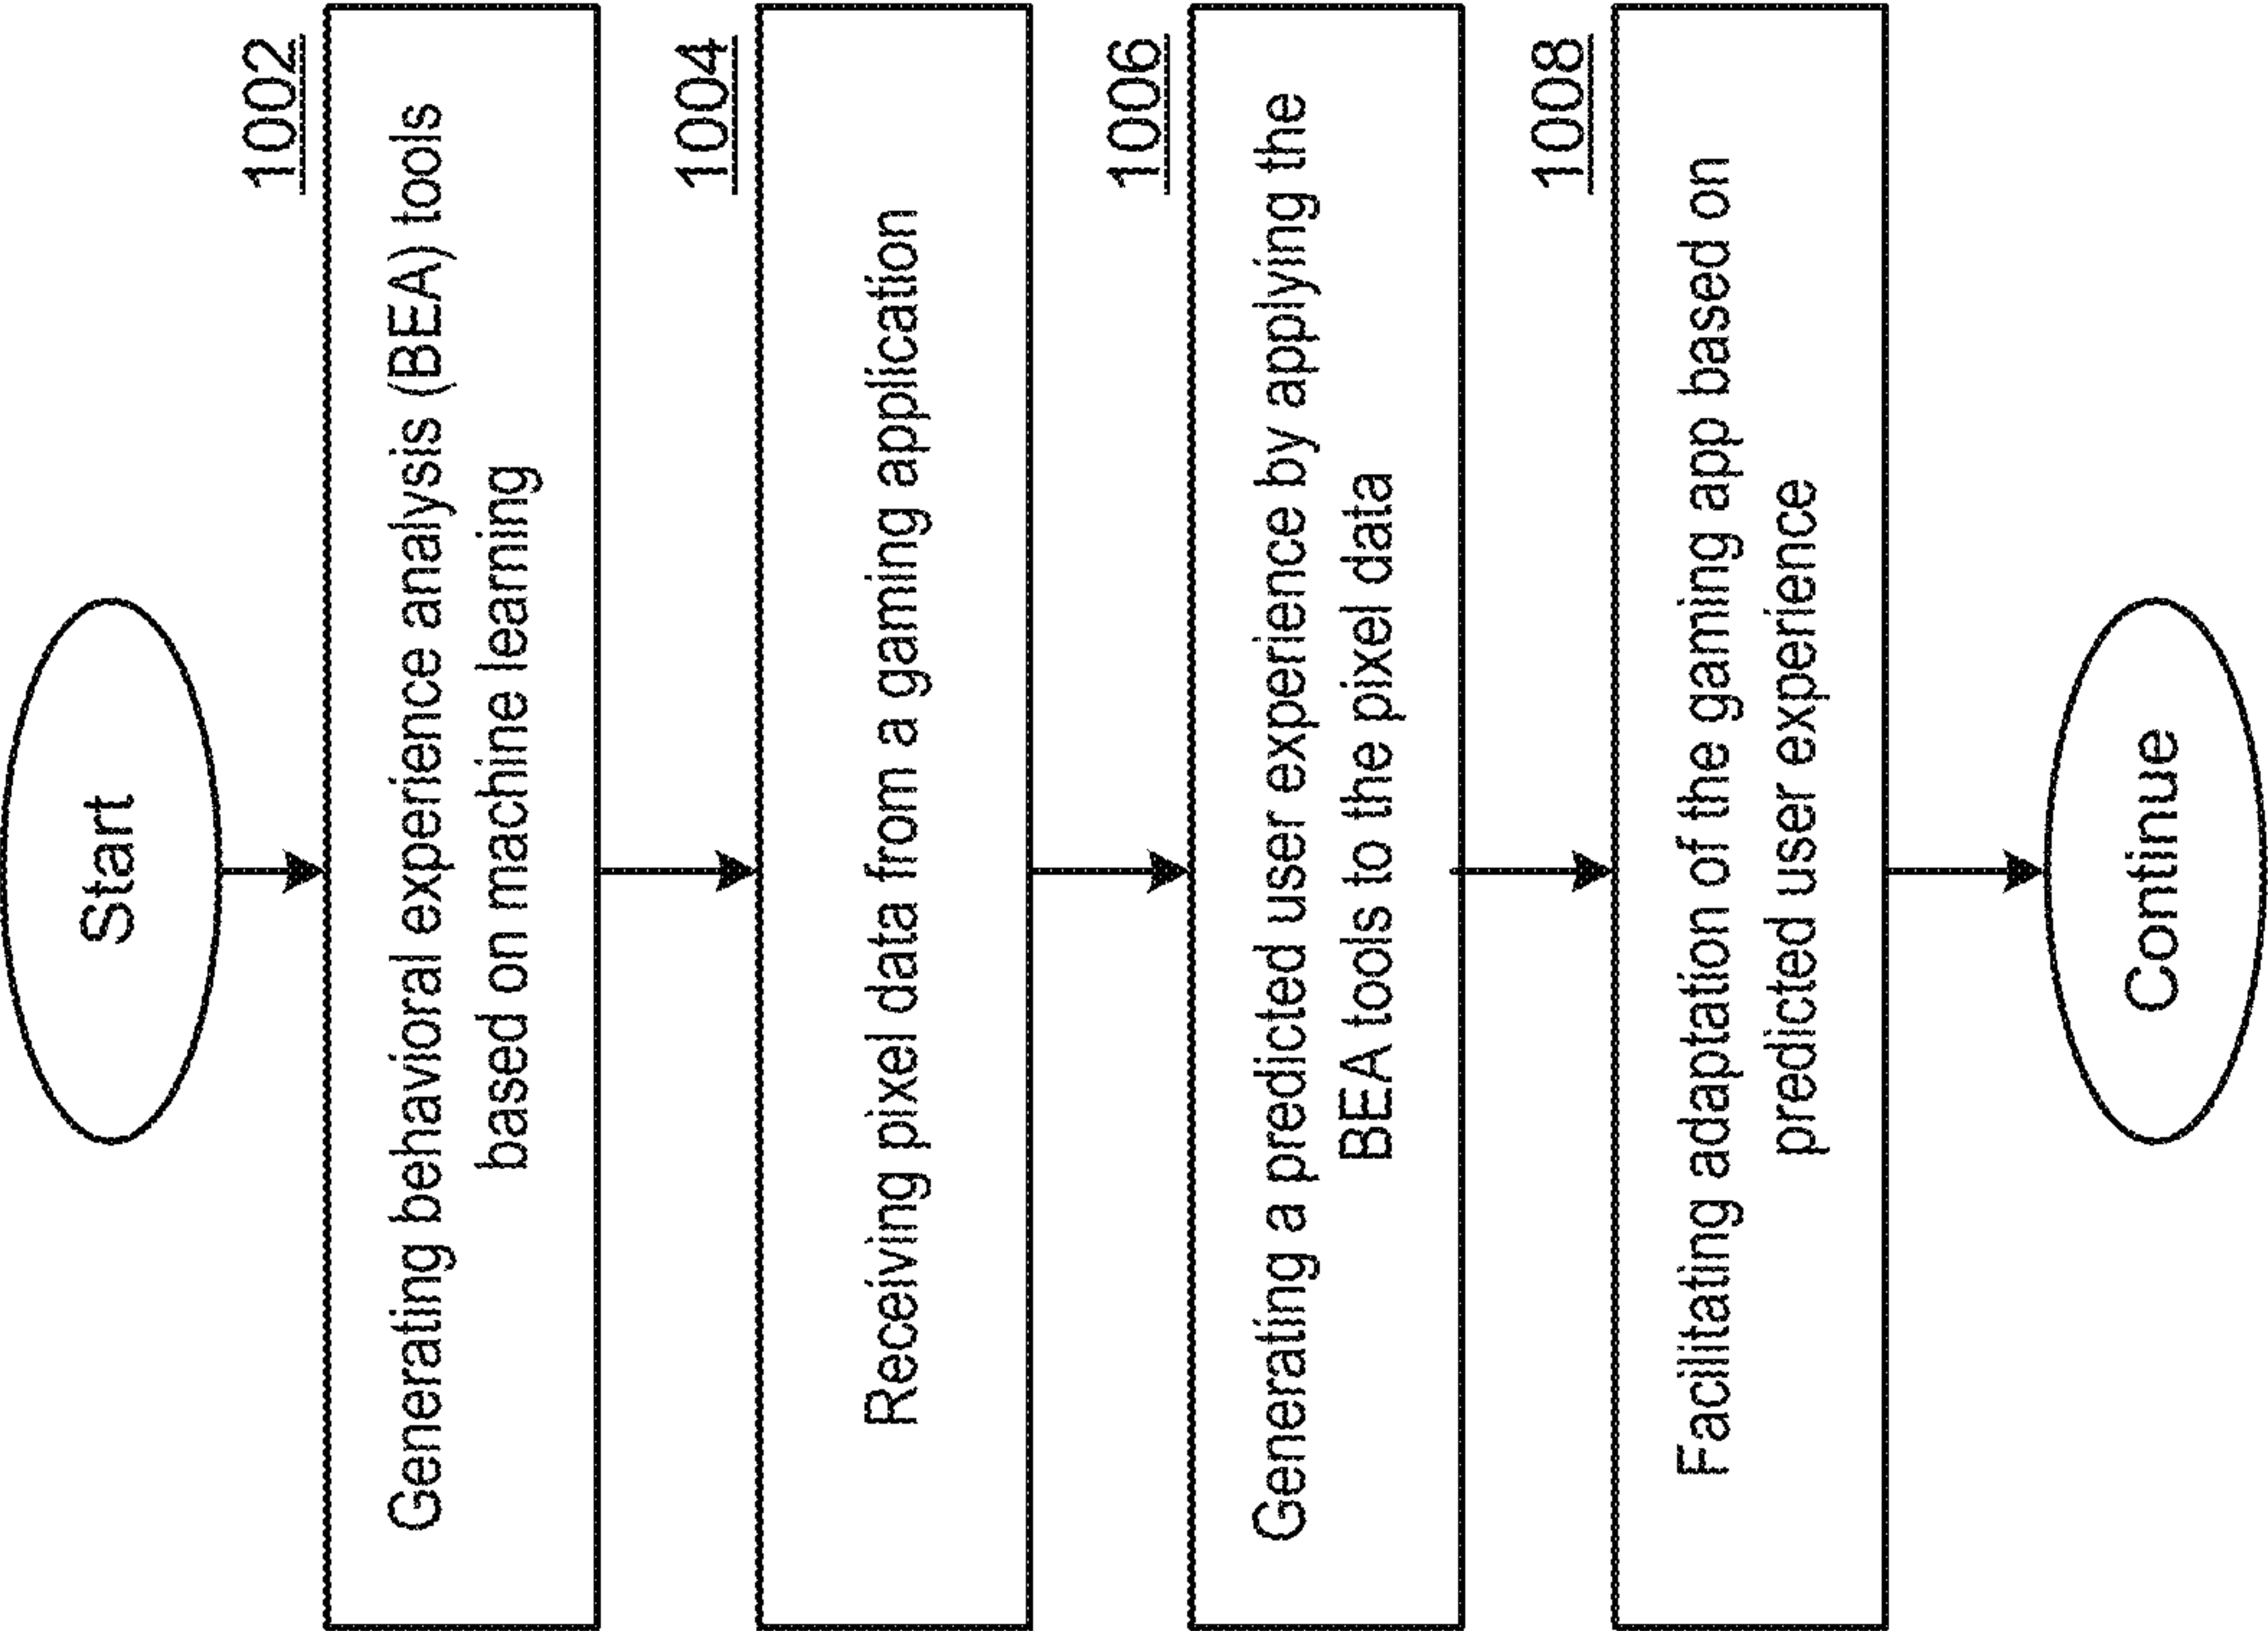 Start
1002
Generating behavioral experience analysis (BEA) tools
based on machine learning
1004
Receiving pixel data from a gaming application
1006
Generating a predicted user experience by applying the
BEA tools to the pixel data
1008
Facilitating adaptation of the gaming app based on
predicted user experience
Continue